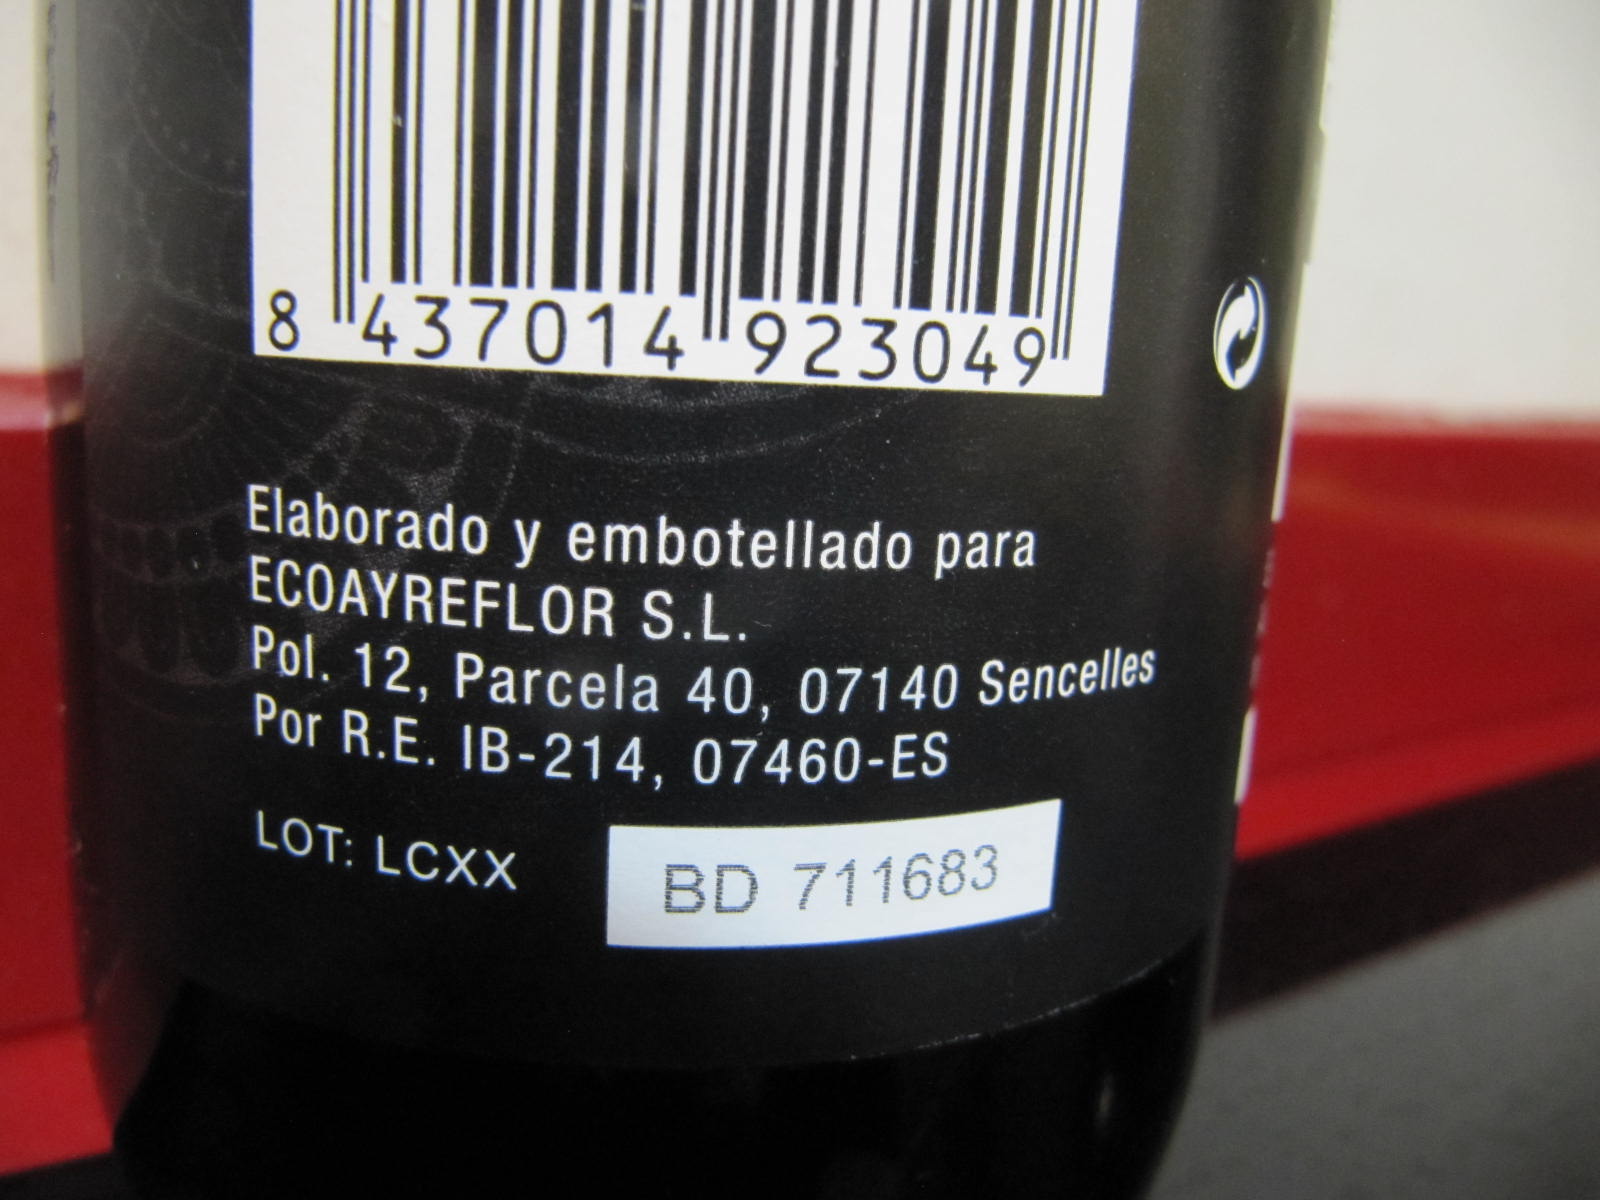 8 437014 923049
Elaborado y embotellado para
ECOAYREFLOR S.L.
Pol. 12, Parcela 40, 07140 Sencelles
Por R.E. IB-214, 07460-ES
LOT: LCXX
BD 711683